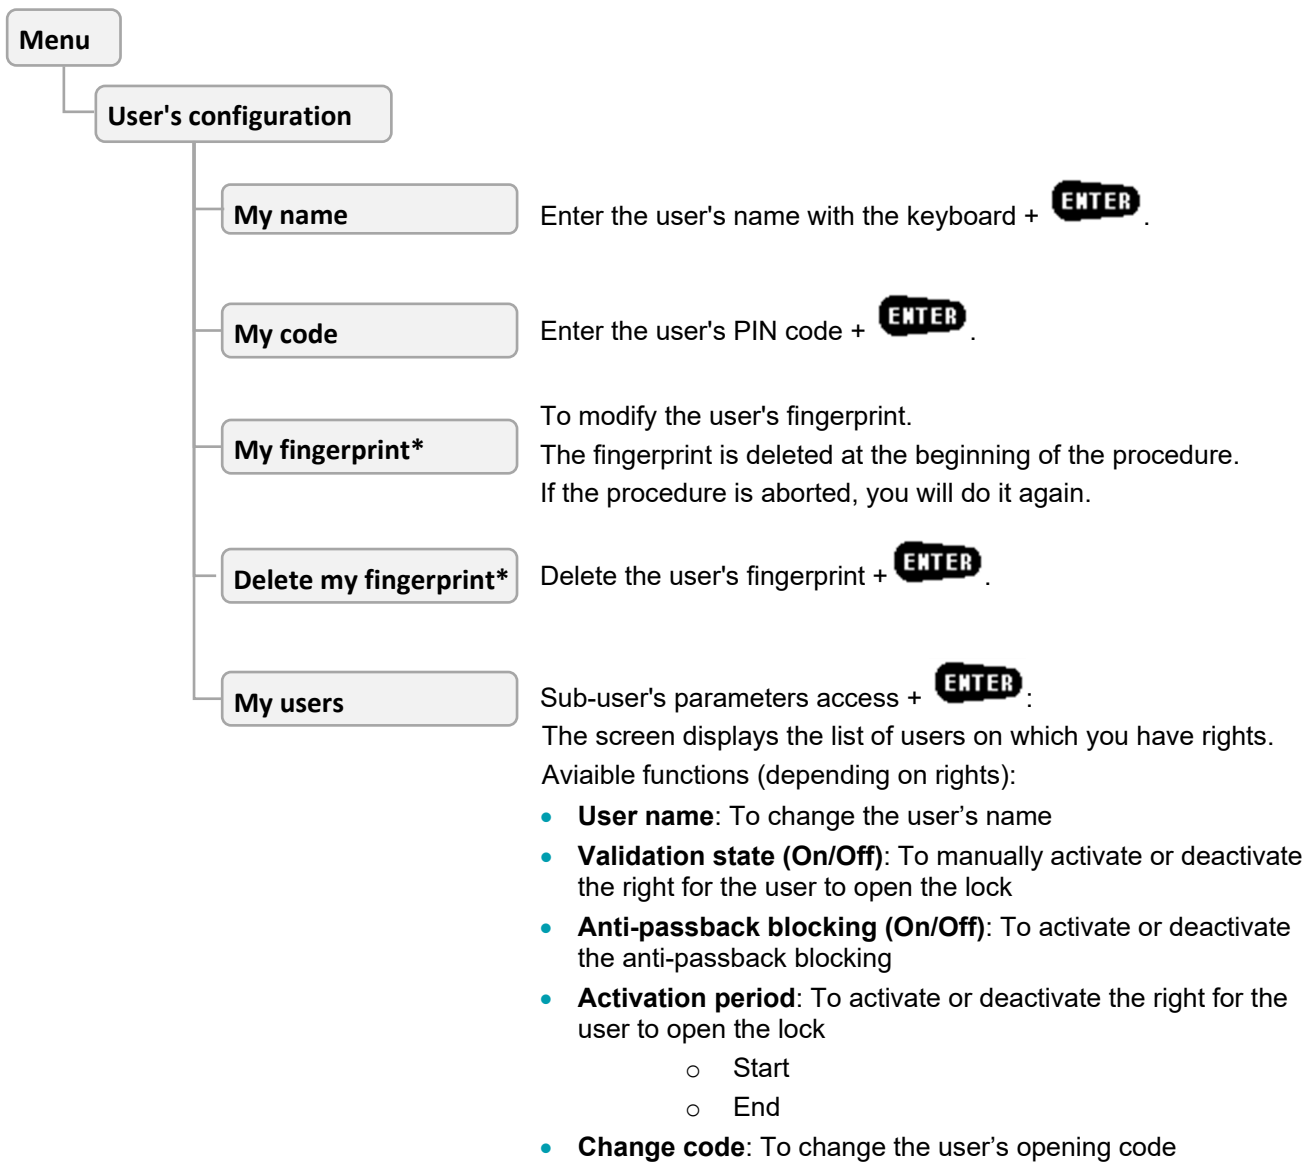 Menu
User's configuration
My name
Enter the user's name with the keyboard + ENTER.
My code
Enter the user's PIN code + ENTER.
My fingerprint*
To modify the user's fingerprint.
The fingerprint is deleted at the beginning of the procedure.
If the procedure is aborted, you will do it again.
Delete my fingerprint*
Delete the user's fingerprint + ENTER.
My users
Sub-user's parameters access + ENTER:
The screen displays the list of users on which you have rights.
Aviaible functions (depending on rights):
• User name: To change the user’s name
• Validation state (On/Off): To manually activate or deactivate
the right for the user to open the lock
• Anti-passback blocking (On/Off): To activate or deactivate
the anti-passback blocking
• Activation period: To activate or deactivate the right for the
user to open the lock
o Start
o End
• Change code: To change the user’s opening code